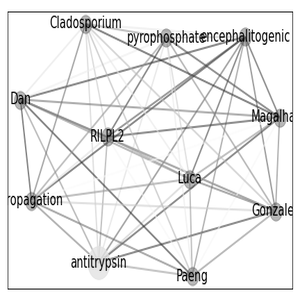 Cladosporium
pyrophosphate
encephalitogenic
Dan
Magalha
RILPL2
Luca
ropagation
Gonzale
antitrypsin
Paeng